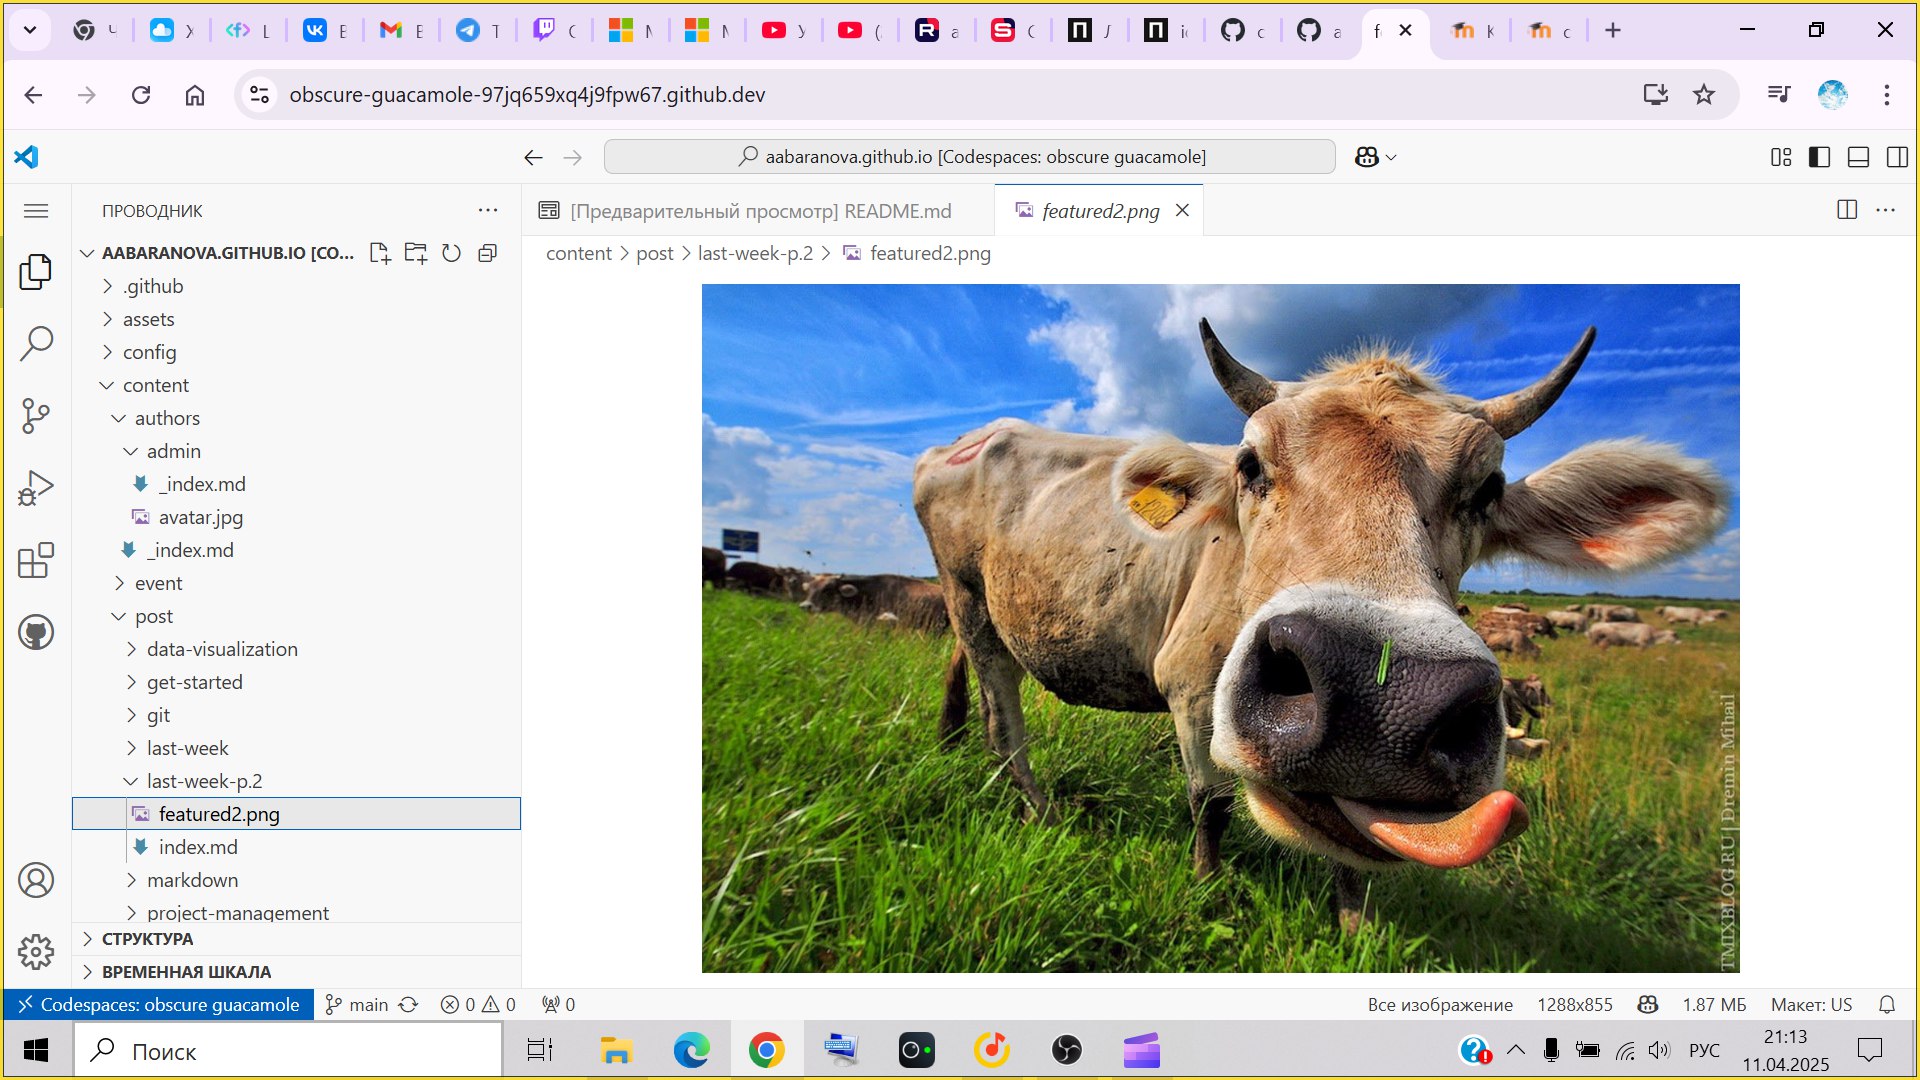 obscure-guacamole-97jq659xq4j9fpw67.github.dev
aabaranova.github.io [Codespaces: obscure guacamole]
ПРОВОДНИК
[Предварительный просмотр] README.md
featured2.png
AABARANOVA.GITHUB.IO [CO...
content > post > last-week-p.2 > featured2.png
.github
assets
config
content
authors
admin
_index.md
avatar.jpg
_index.md
event
post
data-visualization
get-started
git
last-week
last-week-p.2
featured2.png
index.md
markdown
project-management
СТРУКТУРА
ВРЕМЕННАЯ ШКАЛА
TMXBLOG.RU | Dremin Mihail
Codespaces: obscure guacamole
main
0
0
0
Все изображение
1288x855
1.87 МБ
Макет: US
Поиск
РУС
21:13
11.04.2025